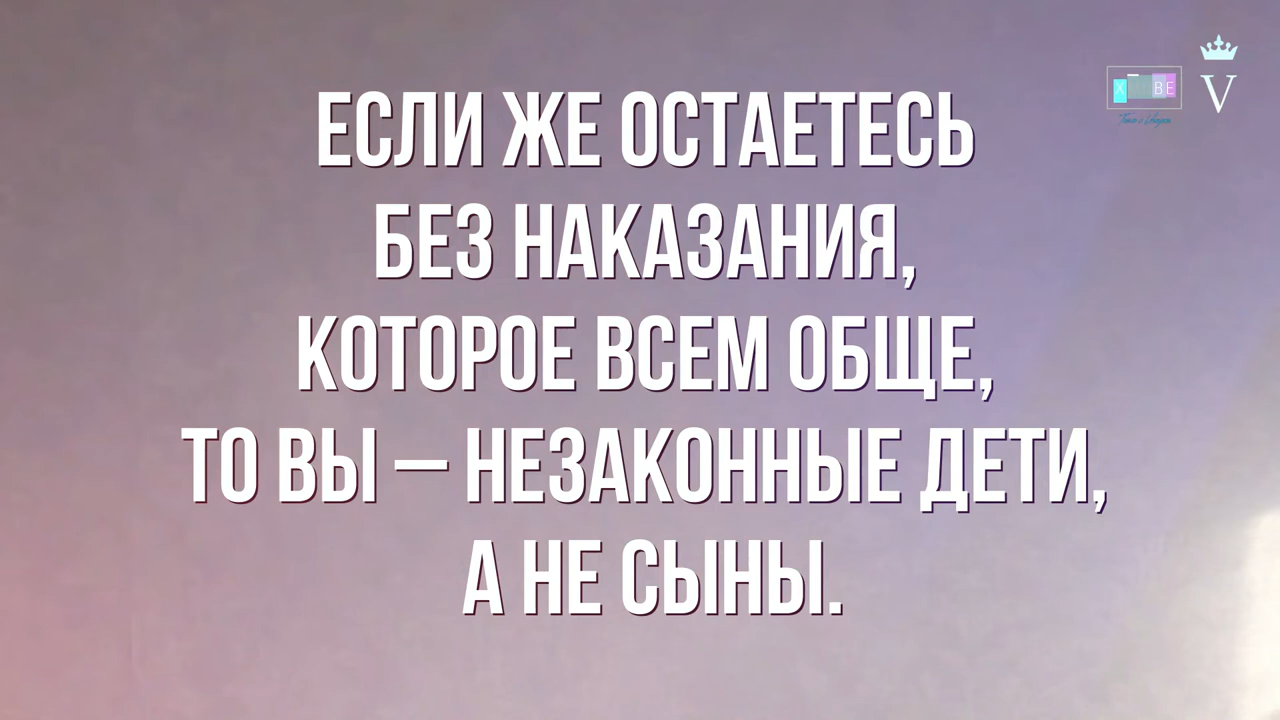 ЕСЛИ ЖЕ ОСТАЕТЕСЬ
БЕЗ НАКАЗАНИЯ,
КОТОРОЕ ВСЕМ ОБЩЕ,
ТО ВЫ – НЕЗАКОННЫЕ ДЕТИ,
А НЕ СЫНЫ.
V